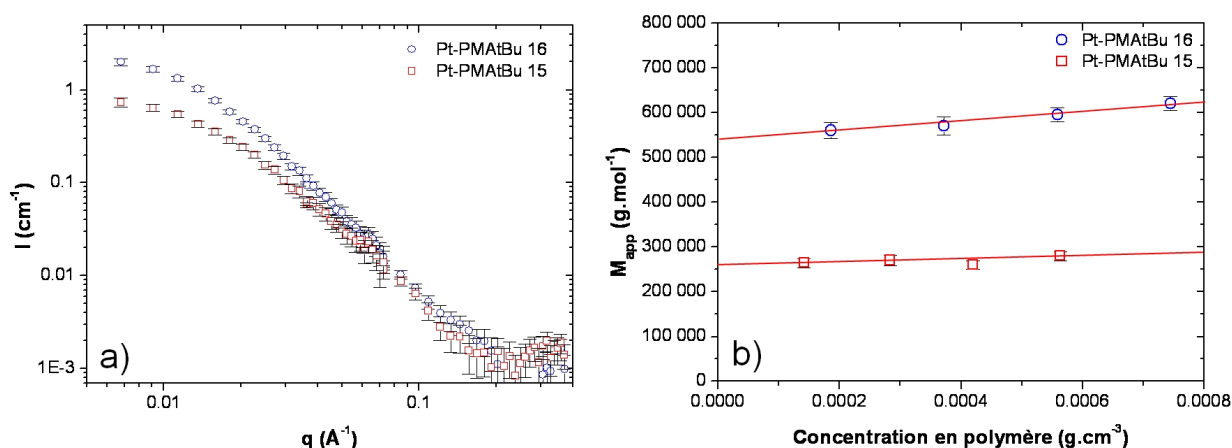 Pt-PMAtBu 16
Pt-PMAtBu 15
1
0.1
0.01
1E-3
I (cm⁻¹)
a)
0.01
0.1
q (A⁻¹)
800 000
700 000
600 000
500 000
400 000
300 000
200 000
100 000
0
M_app (g.mol⁻¹)
Pt-PMAtBu 16
Pt-PMAtBu 15
b)
0.0000
0.0002
0.0004
0.0006
0.0008
Concentration en polymère (g.cm⁻³)